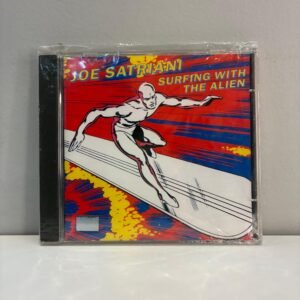 JOE SATRIANI
SURFING WITH
THE ALIEN